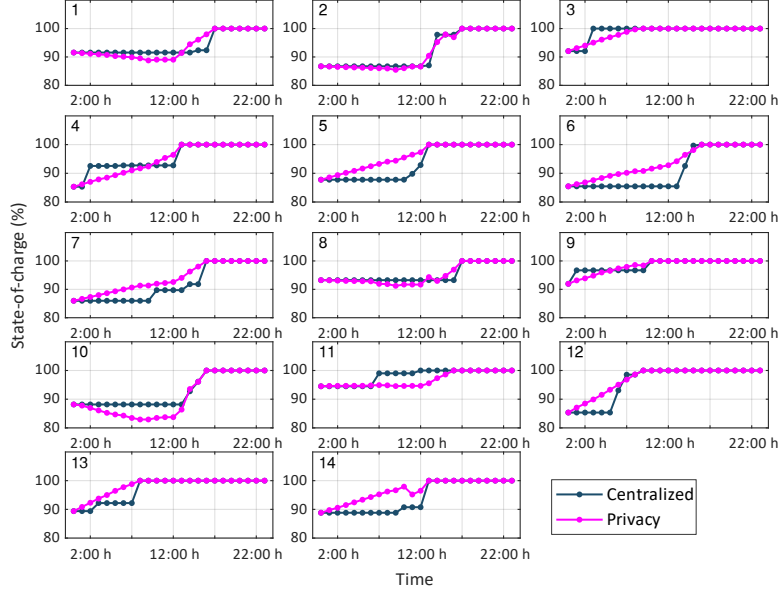 1
2
3
100
90
80
100
90
80
100
90
80
2:00 h
12:00 h
22:00 h
2:00 h
12:00 h
22:00 h
2:00 h
12:00 h
22:00 h
4
5
6
100
90
80
100
90
80
100
90
80
2:00 h
12:00 h
22:00 h
2:00 h
12:00 h
22:00 h
2:00 h
12:00 h
22:00 h
State-of-charge (%)
7
8
9
100
90
80
100
90
80
100
90
80
2:00 h
12:00 h
22:00 h
2:00 h
12:00 h
22:00 h
2:00 h
12:00 h
22:00 h
10
11
12
100
90
80
100
90
80
100
90
80
2:00 h
12:00 h
22:00 h
2:00 h
12:00 h
22:00 h
2:00 h
12:00 h
22:00 h
13
14
100
90
80
100
90
80
2:00 h
12:00 h
22:00 h
2:00 h
12:00 h
22:00 h
Centralized
Privacy
Time